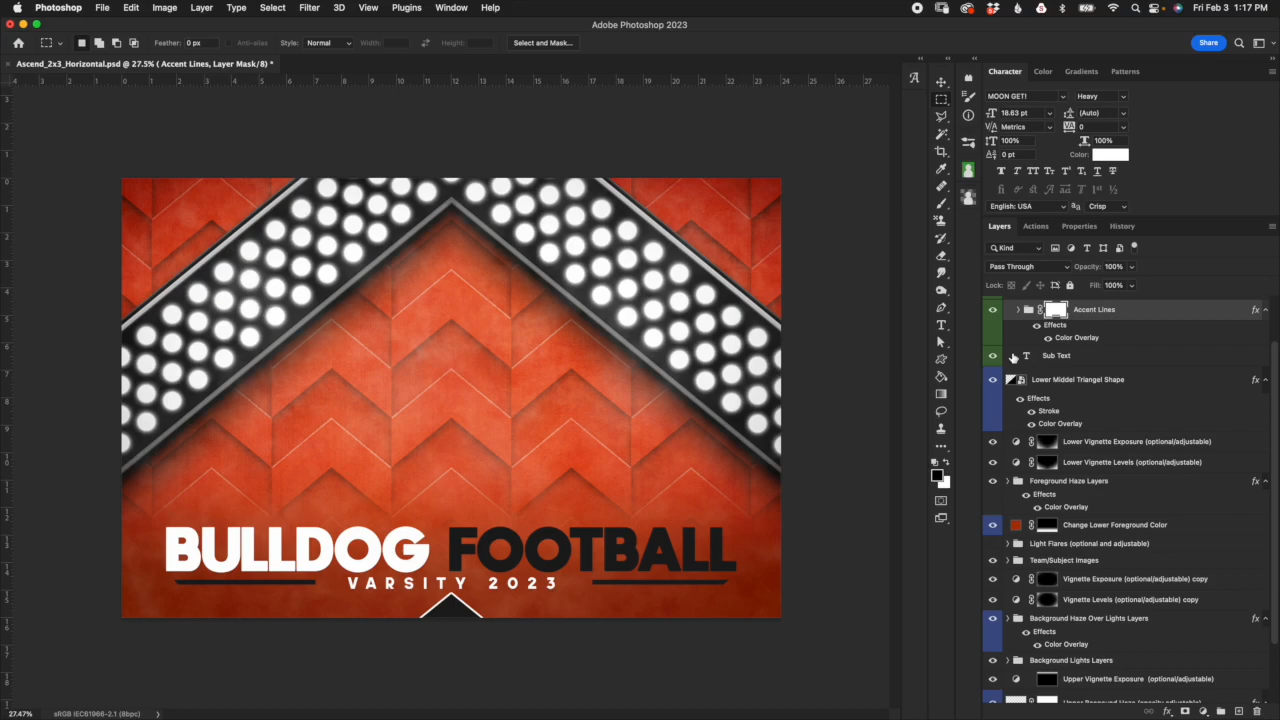 Photoshop File Edit Image Layer Type Select Filter 3D View Plugins Window Help Fri Feb 3 1:17 PM
Adobe Photoshop 2023
Feather: 0 px Anti-alias Style: Normal Width: Height: Select and Mask... Share
Ascend_2x3_Horizontal.psd @ 27.5% ( Accent Lines, Layer Mask/8) *
Character Color Gradients Patterns
MOON GET! Heavy
18.63 pt (Auto)
Metrics 0
100% 100%
0 pt Color:
English: USA Crisp
Layers Actions Properties History
Kind
Pass Through Opacity: 100%
Lock: Fill: 100%
Accent Lines fx
Effects
Color Overlay
Sub Text
Lower Middel Triangel Shape fx
Effects
Stroke
Color Overlay
Lower Vignette Exposure (optional/adjustable)
Lower Vignette Levels (optional/adjustable)
Foreground Haze Layers fx
Effects
Color Overlay
Change Lower Foreground Color
Light Flares (optional and adjustable)
Team/Subject Images
Vignette Exposure (optional/adjustable) copy
Vignette Levels (optional/adjustable) copy
Background Haze Over Lights Layers fx
Effects
Color Overlay
Background Lights Layers
Upper Vignette Exposure (optional/adjustable)
BULLDOG FOOTBALL
VARSITY 2023
27.47% sRGB IEC61966-2.1 (8bpc)